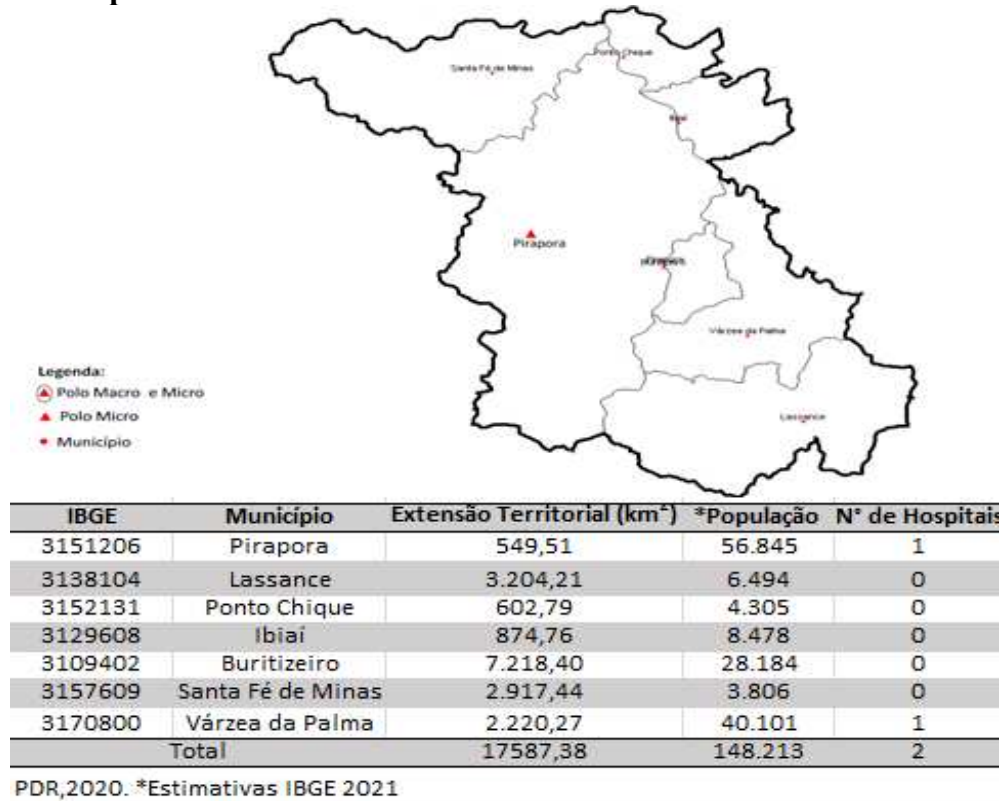 Ponto Chique
Santa Fé de Minas
Ibiaí
Pirapora
Várzea da Palma
Lassance
Legenda:
Polo Macro e Micro
Polo Micro
Município
IBGE Município Extensão Territorial (km²) *População N° de Hospitais
3151206 Pirapora 549,51 56.845 1
3138104 Lassance 3.204,21 6.494 0
3152131 Ponto Chique 602,79 4.305 0
3129608 Ibiaí 874,76 8.478 0
3109402 Buritizeiro 7.218,40 28.184 0
3157609 Santa Fé de Minas 2.917,44 3.806 0
3170800 Várzea da Palma 2.220,27 40.101 1
Total 17587,38 148.213 2
PDR,2020. *Estimativas IBGE 2021